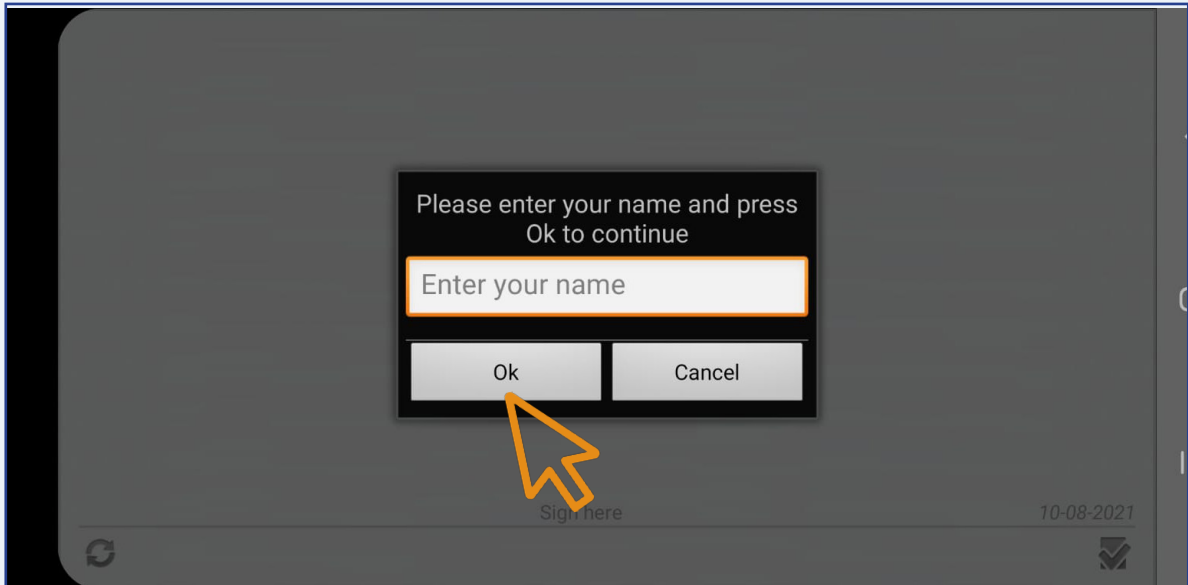 Please enter your name and press
Ok to continue
Enter your name
Ok Cancel
Sign here 10-08-2021